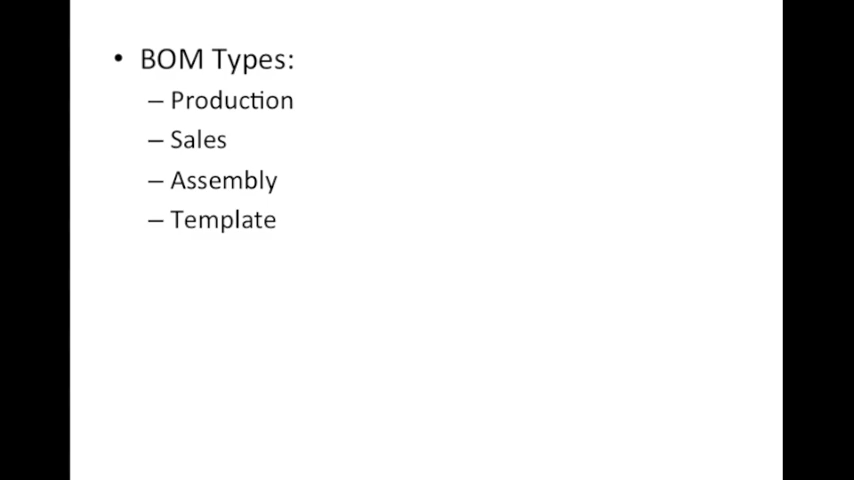 • BOM Types:
– Production
– Sales
– Assembly
– Template